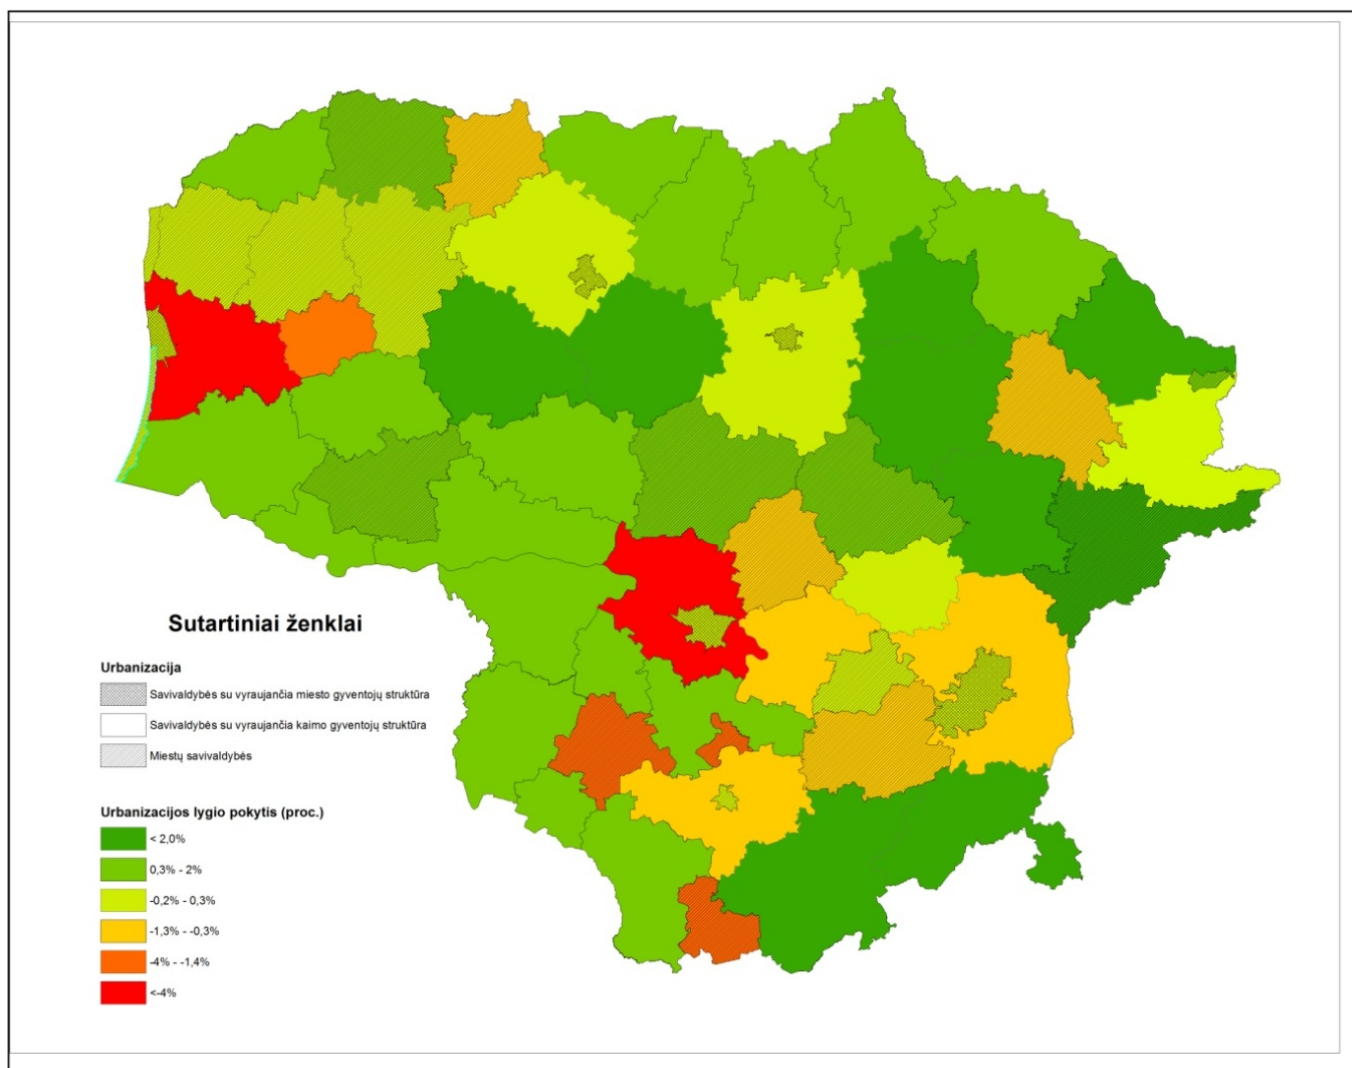 Sutartiniai ženklai
Urbanizacija
Savivaldybės su vyraujančia miesto gyventojų struktūra
Savivaldybės su vyraujančia kaimo gyventojų struktūra
Miestų savivaldybės
Urbanizacijos lygio pokytis (proc.)
< 2,0%
0,3% - 2%
-0,2% - 0,3%
-1,3% - -0,3%
-4% - -1,4%
<-4%